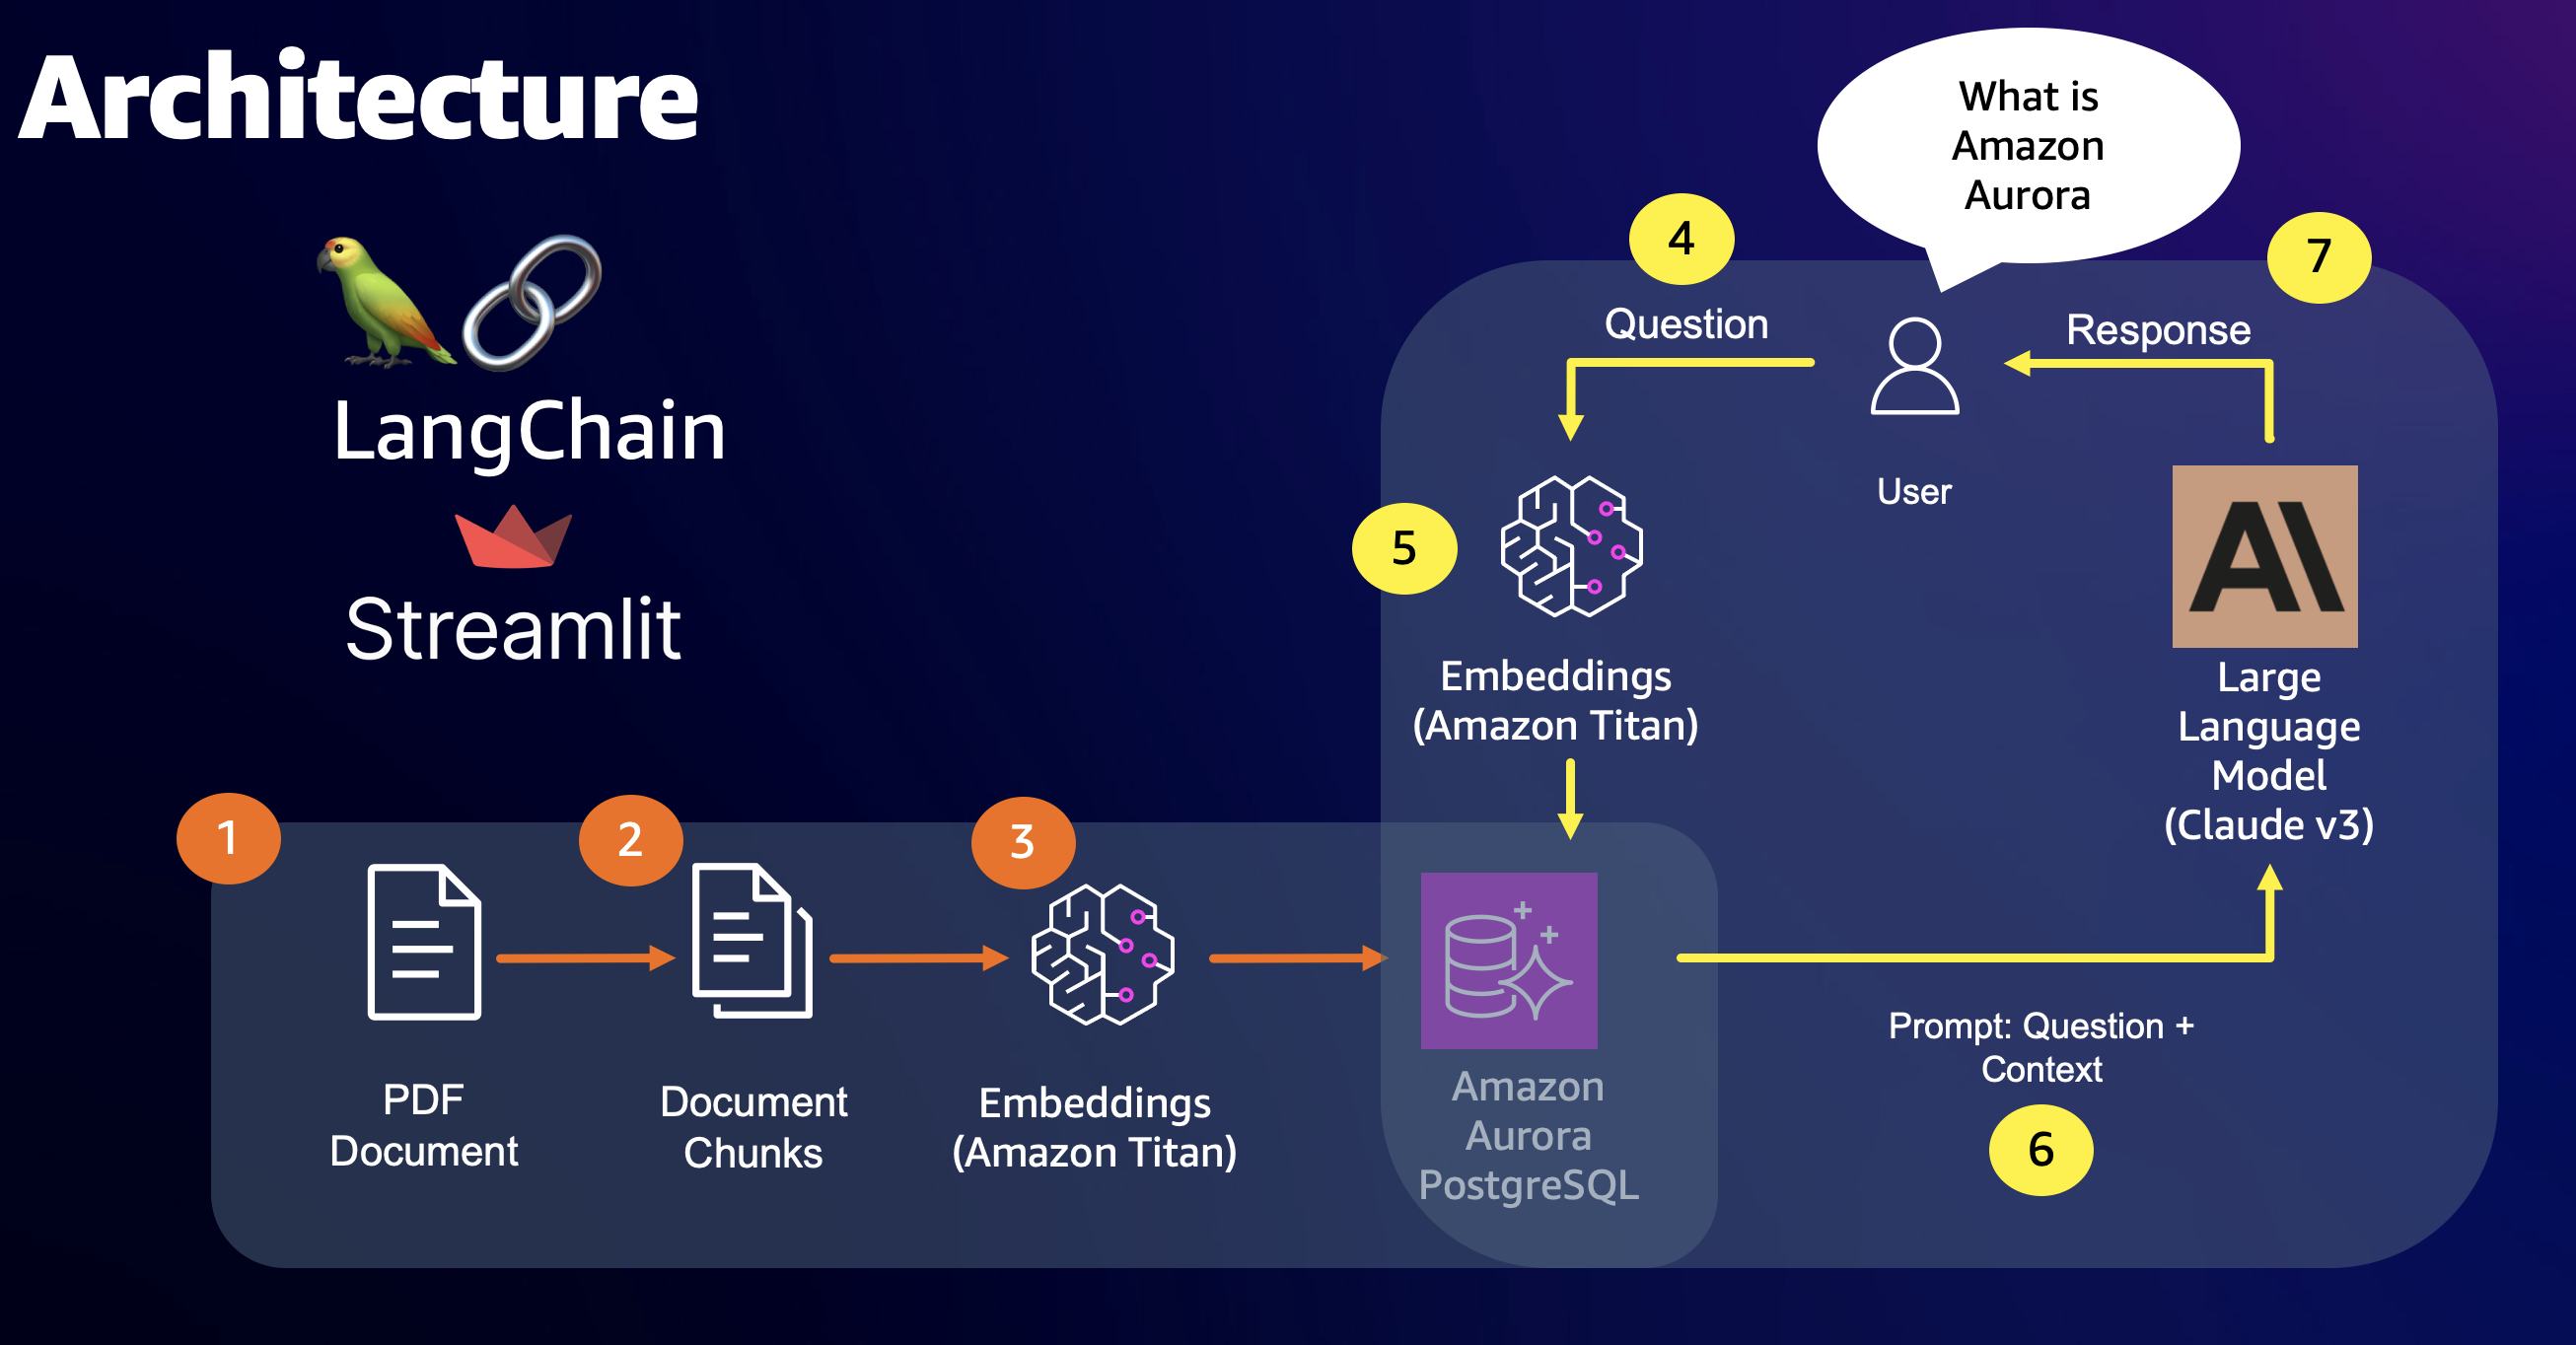 Architecture
LangChain
Streamlit
1
PDF
Document
2
Document
Chunks
3
Embeddings
(Amazon Titan)
Amazon
Aurora
PostgreSQL
What is
Amazon
Aurora
4
Question
User
5
Embeddings
(Amazon Titan)
Prompt: Question +
Context
6
Large
Language
Model
(Claude v3)
7
Response